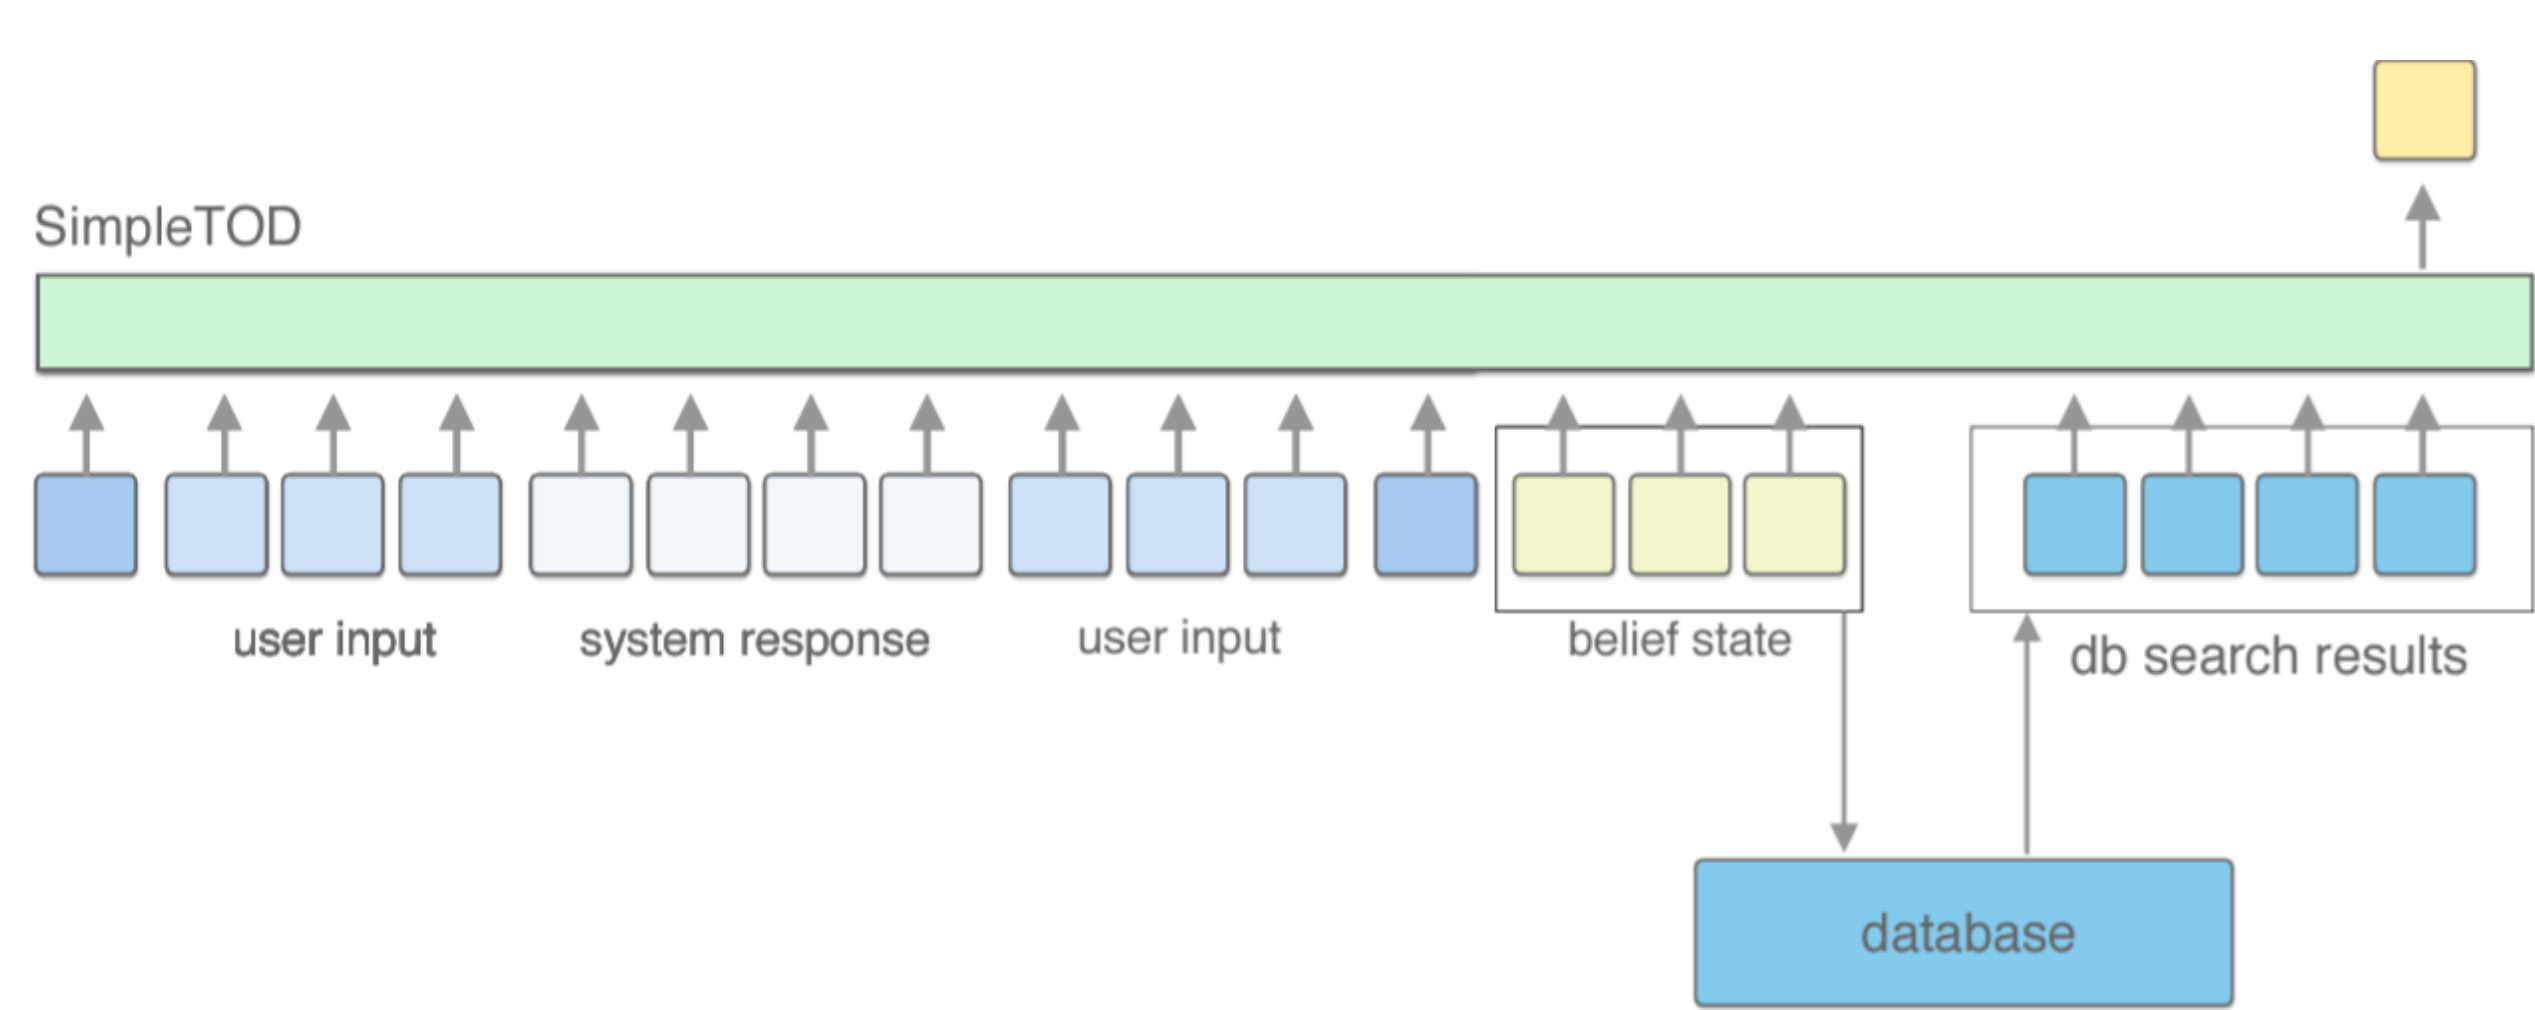 SimpleTOD
user input
system response
user input
belief state
db search results
database